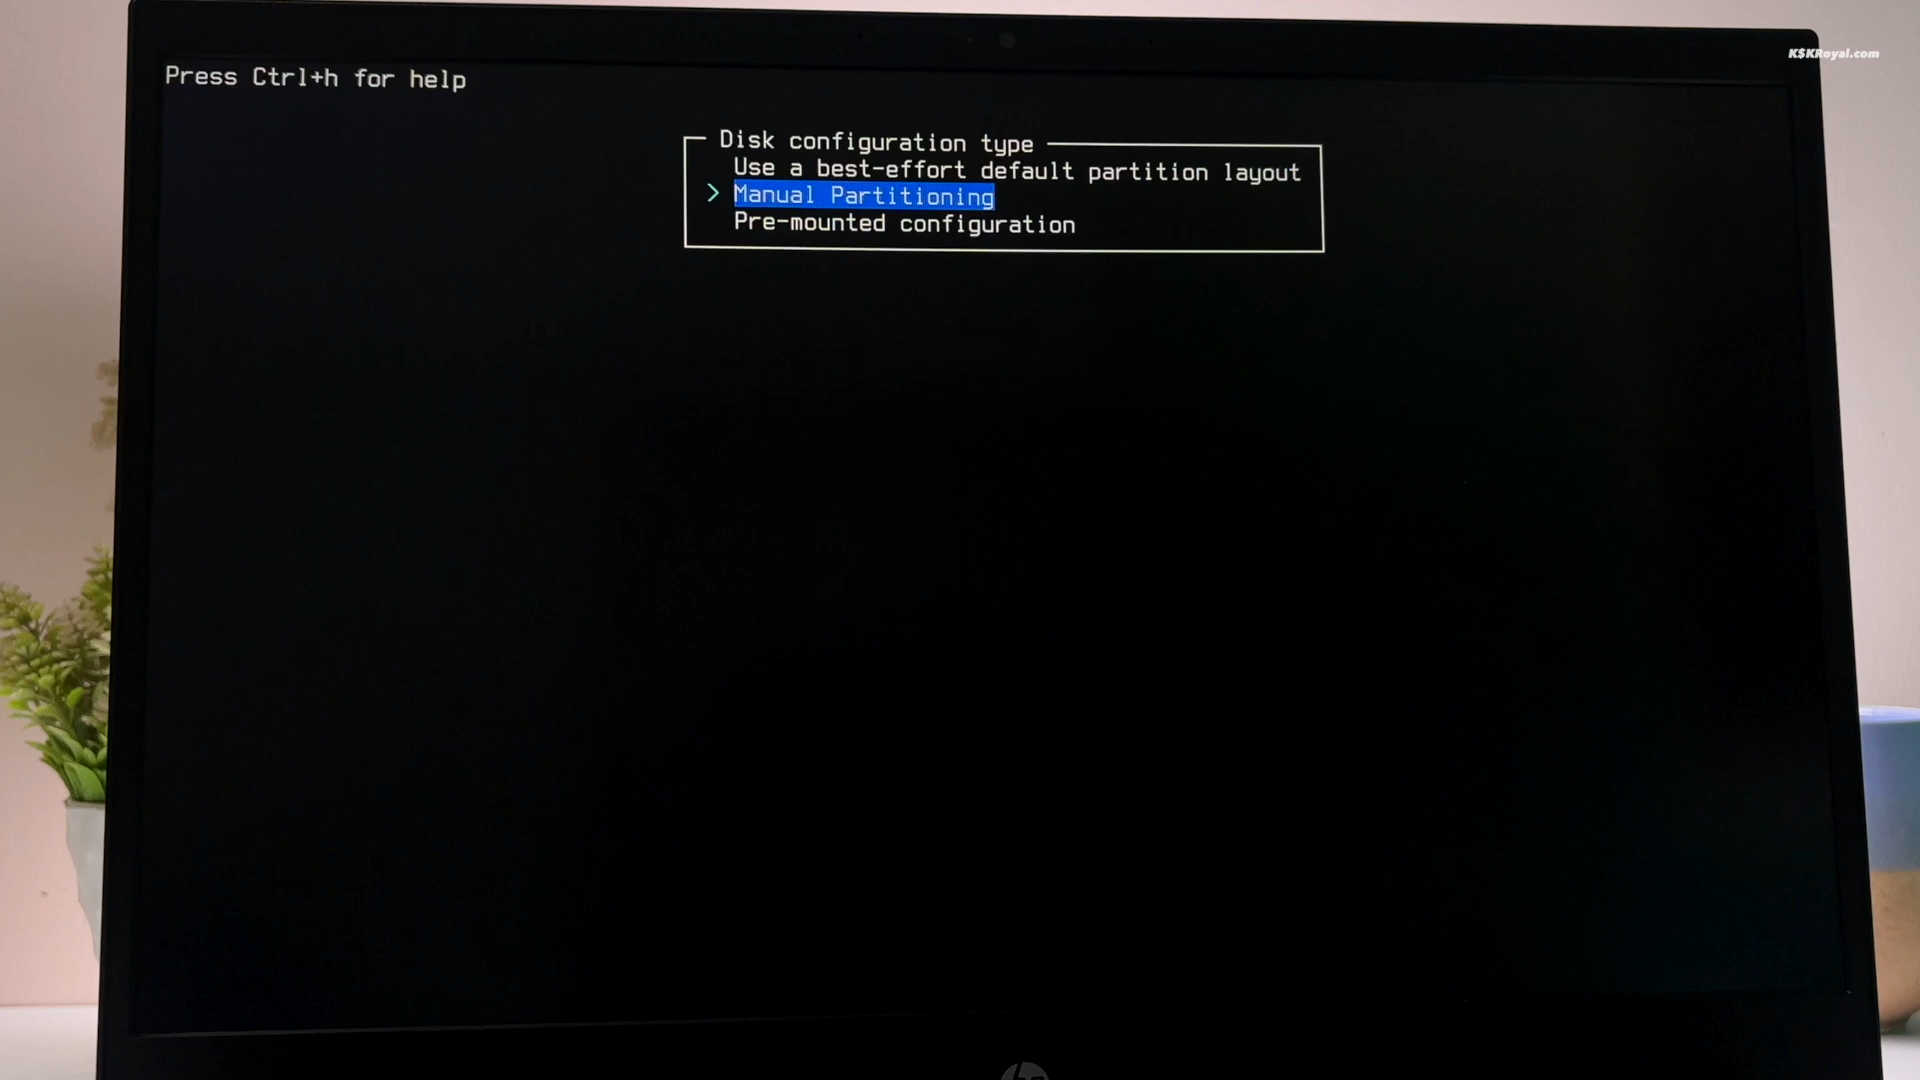 KSKRoyal.com
Press Ctrl+h for help
Disk configuration type
Use a best-effort default partition layout
> Manual Partitioning
Pre-mounted configuration
hp